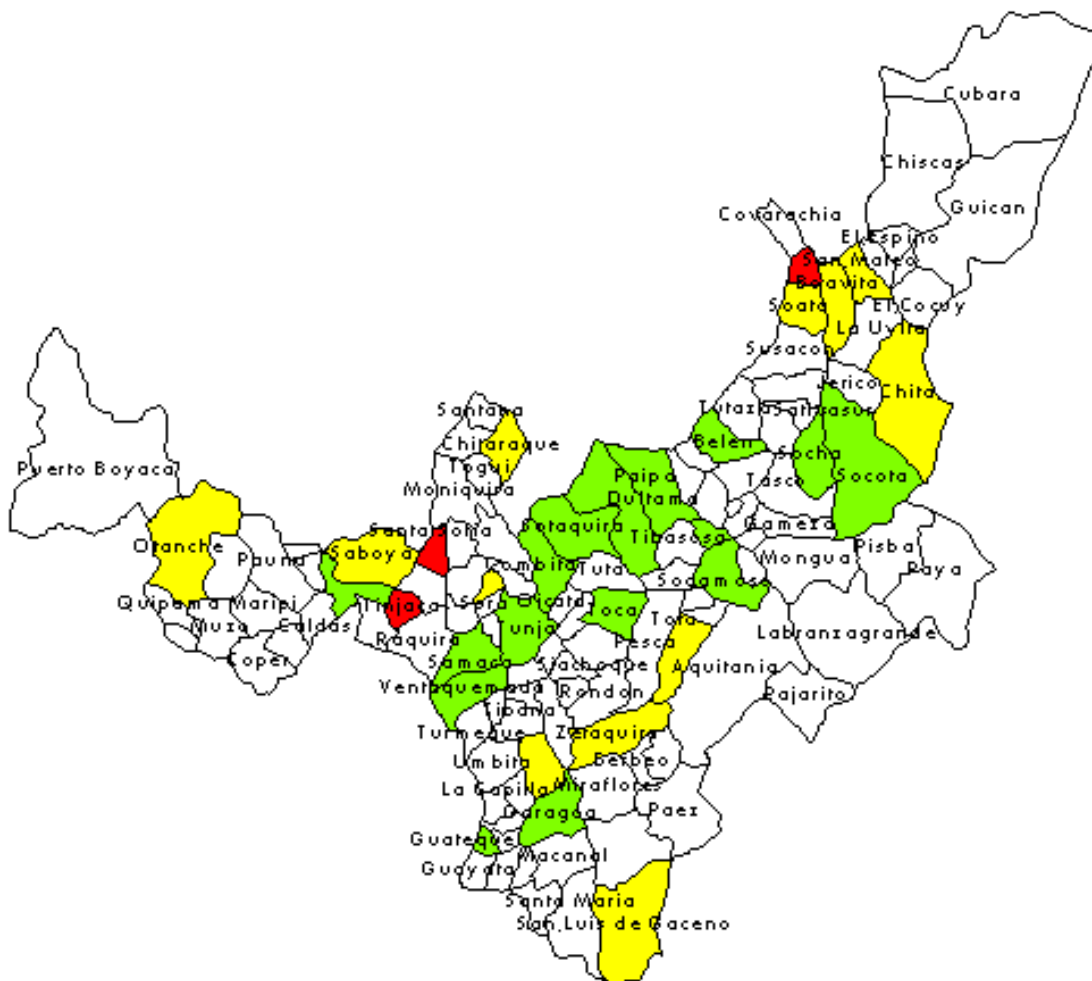 Cubara
Chiscas
Guican
Covarachia
El Espino
San Mateo
Boavita
Soata
El Cocuy
La Uvita
Susacon
Jerico
Chita
Tutaza
Sativasur
Santana
Belen
Chitaraque
Socha
Togui
Puerto Boyaca
Paipa
Socota
Tasco
Moniquira
Duitama
Sotaquira
Gameza
Santa Sofia
Tibasosa
Otanche
Saboya
Pauna
Mongua
Pisba
Combita
Paya
Tuta
Sogamoso
Quipama
Maripi
Tinjaca
Sora
Oicata
Toca
Tota
Muzo
Caldas
Tunja
Labranzagrande
Raquira
Pesca
Coper
Samaca
Siachoque
Aquitania
Ventaquemada
Rondon
Pajarito
Tibana
Turmeque
Zetaquira
Umbita
Berbeo
La Capilla
Miraflores
Garagoa
Paez
Guateque
Macanal
Guayata
Santa Maria
San Luis de Gaceno